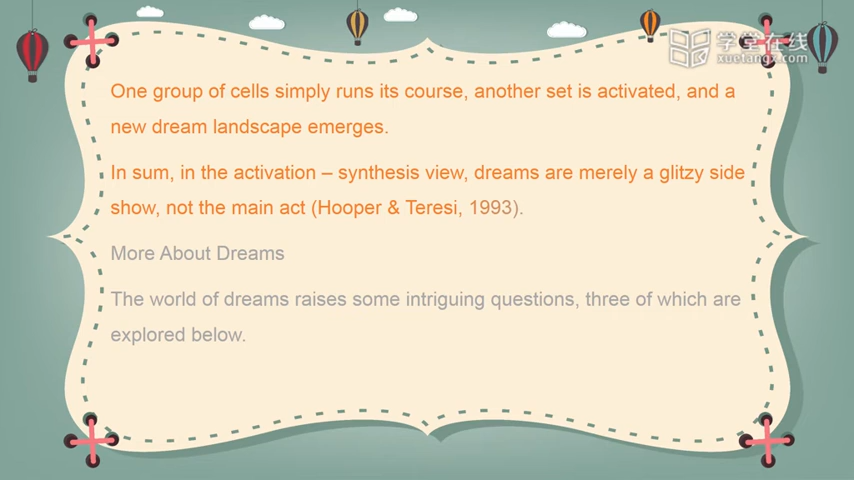 学堂在线
xuetangz.com
One group of cells simply runs its course, another set is activated, and a
new dream landscape emerges.
In sum, in the activation – synthesis view, dreams are merely a glitzy side
show, not the main act (Hooper & Teresi, 1993).
More About Dreams
The world of dreams raises some intriguing questions, three of which are
explored below.